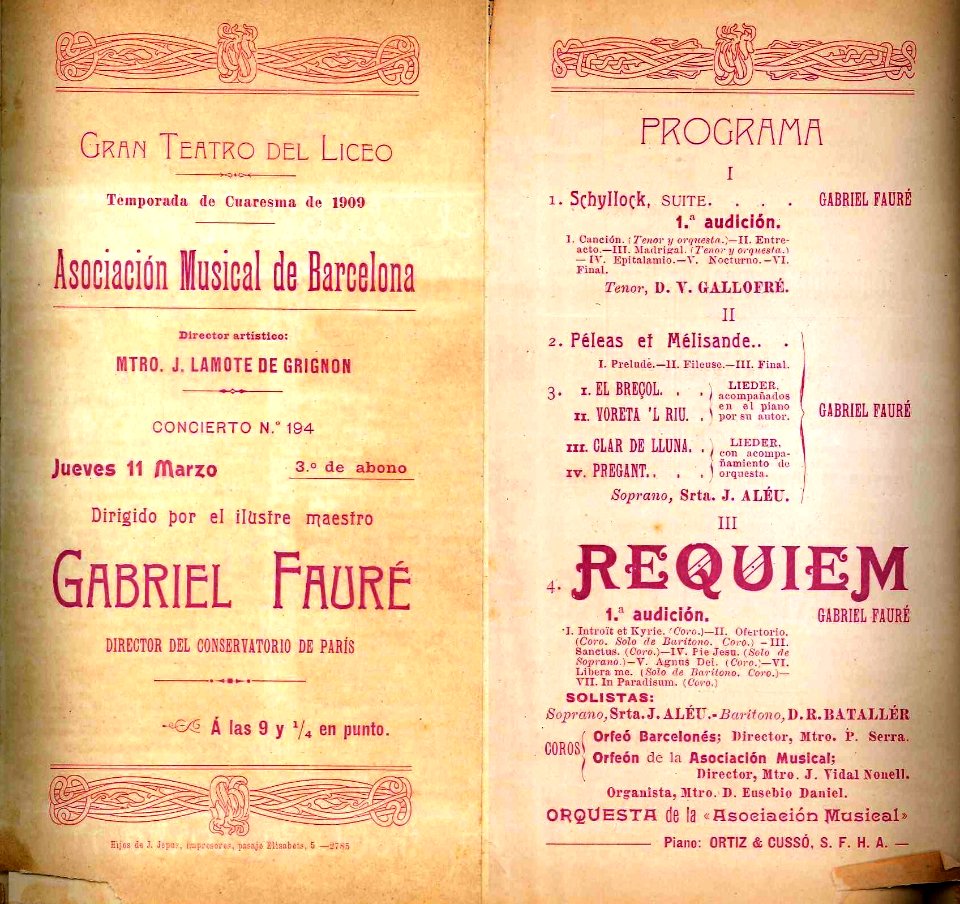 GRAN TEATRO DEL LICEO
Temporada de Cuaresma de 1909
Asociación Musical de Barcelona
Director artístico:
MTRO. J. LAMOTE DE GRIGNON
CONCIERTO N.º 194
Jueves 11 Marzo
3.º de abono
Dirigido por el ilustre maestro
GABRIEL FAURÉ
DIRECTOR DEL CONSERVATORIO DE PARÍS
Á las 9 y 1/4 en punto.
Hijos de J. Jepus, impresores, pasaje Elisabets, 5 —2785
PROGRAMA
I
1. Schyllock, SUITE. . . . GABRIEL FAURÉ
1.ª audición.
I. Canción. (Tenor y orquesta.)—II. Entre-
acto.—III. Madrigal. (Tenor y orquesta.)
—IV. Epitalamio.—V. Nocturno.—VI.
Final.
Tenor, D. V. GALLOFRÉ.
II
2. Péleas et Mélisande.. .
I. Prelude.—II. Fileuse.—III. Final.
3. I. EL BREÇOL. . .
II. VORETA 'L RIU. .
LIEDER,
acompañados
en el piano
por su autor.
GABRIEL FAURÉ
III. CLAR DE LLUNA. .
IV. PREGANT.. . .
LIEDER,
con acompa-
ñamiento de
orquesta.
Soprano, Srta. J. ALÉU.
III
4. REQUIEM
1.ª audición. GABRIEL FAURÉ
I. Introït et Kyrie. (Coro.)—II. Ofertorio.
(Coro. Solo de Barítono. Coro.) —III.
Sanctus. (Coro.)—IV. Pie Jesu. (Solo de
Soprano.)—V. Agnus Dei. (Coro.)—VI.
Libera me. (Solo de Barítono. Coro.)—
VII. In Paradisum. (Coro.)
SOLISTAS:
Soprano, Srta. J. ALÉU.-Barítono, D. R. BATALLÉR
COROS
Orfeó Barcelonés; Director, Mtro. P. Serra.
Orfeón de la Asociación Musical;
Director, Mtro. J. Vidal Nonell.
Organista, Mtro. D. Eusebio Daniel.
ORQUESTA de la «Asociación Musical»
Piano: ORTIZ & CUSSÓ, S. F. H. A. —